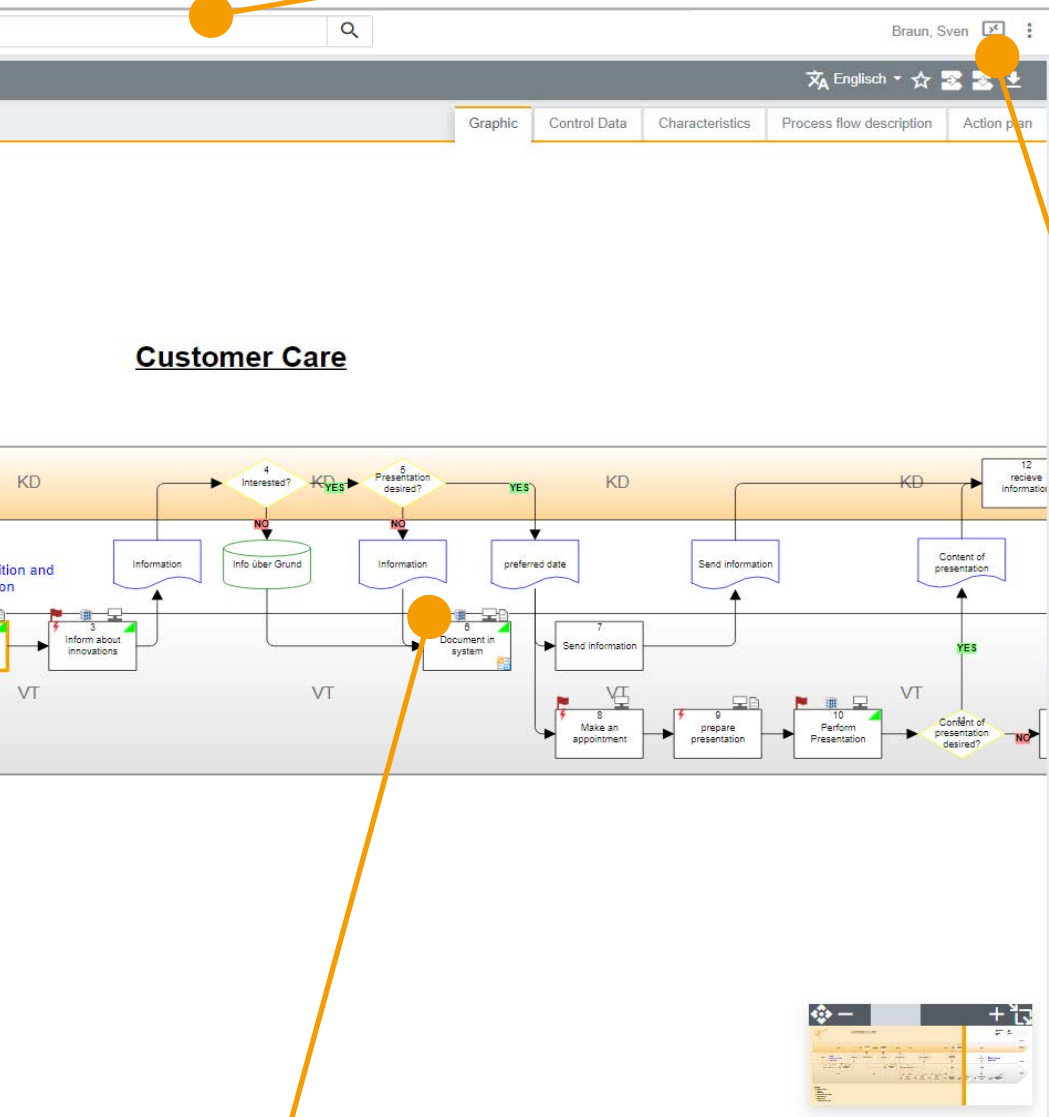 Braun, Sven
Englisch
Graphic
Control Data
Characteristics
Process flow description
Action plan
Customer Care
KD
4
Interested?
KD
YES
5
Presentation
desired?
YES
KD
KD
12
recieve
NO
NO
ition and
on
Information
Info über Grund
Information
preferred date
Send information
Content of
presentation
3
Inform about
innovations
6
Document in
system
7
Send information
YES
VT
VT
VT
VT
8
Make an
appointment
9
prepare
presentation
10
Perform
Presentation
11
Content of
presentation
desired?
NO